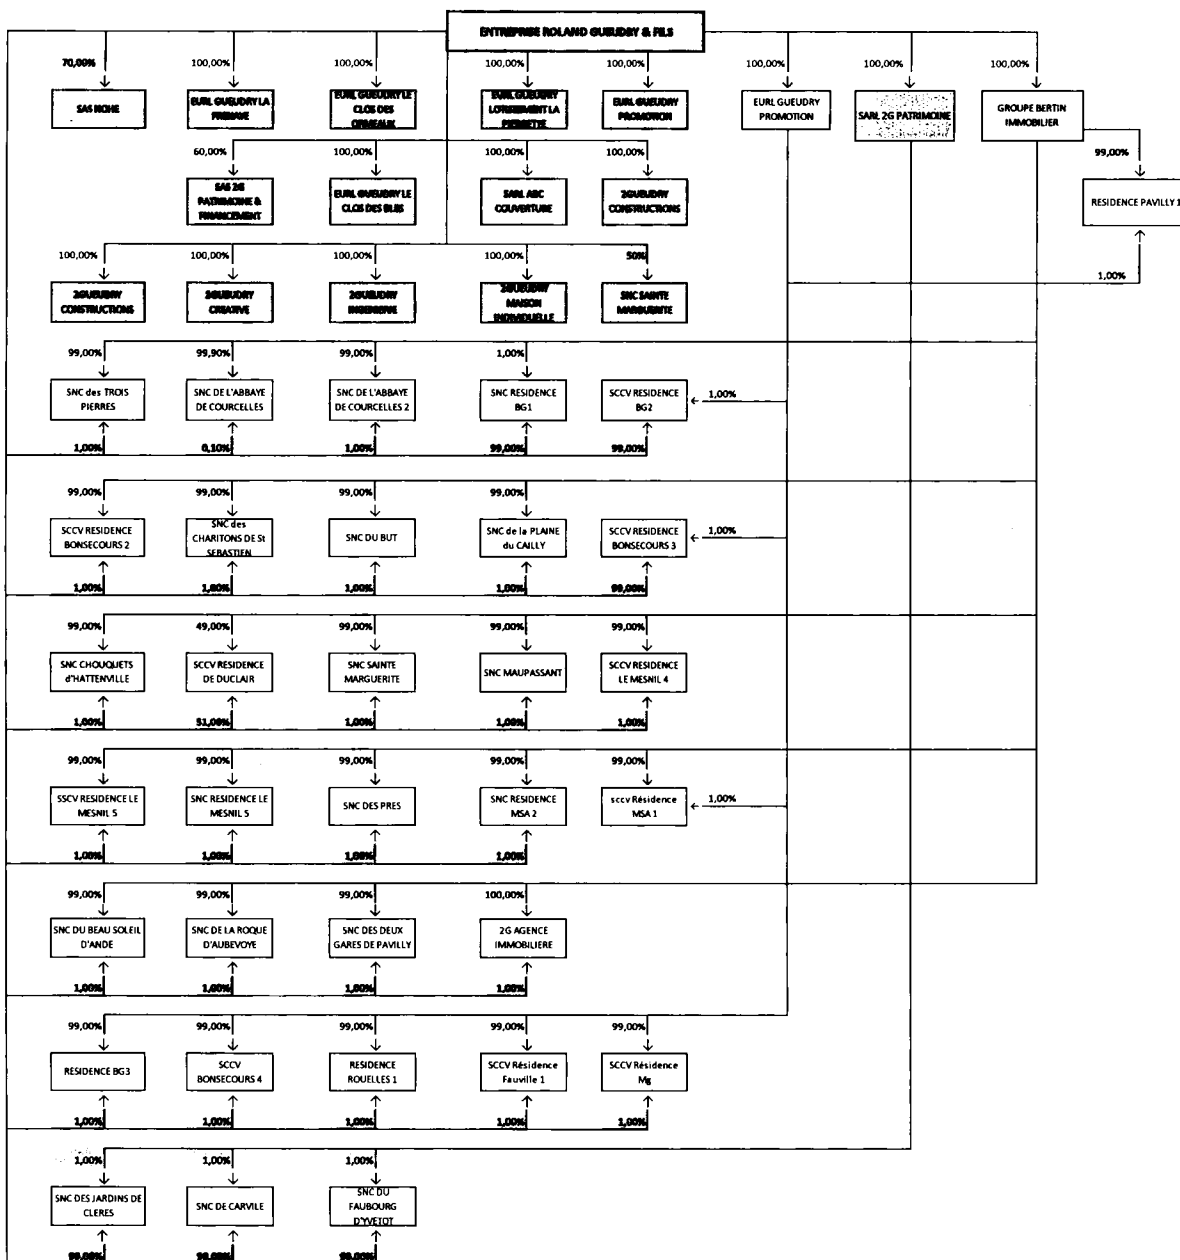 ENTREPRISE ROLAND GUEUDRY & FILS
70,00%
100,00%
100,00%
100,00%
100,00%
100,00%
100,00%
100,00%
SAS NOHE
EURL GUEUDRY LA
PRENAYE
EURL GUEUDRY
LE CLOS DES
ORMEAUX
EURL GUEUDRY
LOTISSEMENT LA
PIERRETTE
EURL GUEUDRY
PROMOTION
EURL GUEUDRY
PROMOTION
SARL 2G PATRIMOINE
GROUPE BERTIN
IMMOBILIER
99,00%
RESIDENCE PAVILLY 1
1,00%
60,00%
100,00%
100,00%
100,00%
SAS 2G
PATRIMOINE &
FINANCEMENT
EURL GUEUDRY LE
CLOS DES BLES
SARL ABC
COUVERTURE
2GUEUDRY
CONSTRUCTIONS
100,00%
100,00%
100,00%
100,00%
50%
2GUEUDRY
CONSTRUCTIONS
2GUEUDRY
CREATIVE
2GUEUDRY
INGENIERIE
2GUEUDRY
MAISON
INDIVIDUELLE
SNC SAINTE
MARGUERITE
99,00%
99,90%
99,00%
1,00%
SNC des TROIS
PIERRES
SNC DE L'ABBAYE
DE COURCELLES
SNC DE L'ABBAYE
DE COURCELLES 2
SNC RESIDENCE
BG1
SCCV RESIDENCE
BG2
1,00%
1,00%
0,10%
1,00%
99,00%
99,00%
99,00%
99,00%
99,00%
99,00%
SCCV RESIDENCE
BONSECOURS 2
SNC des
CHARITONS DE St
SEBASTIEN
SNC DU BUT
SNC de la PLAINE
du CAILLY
SCCV RESIDENCE
BONSECOURS 3
1,00%
1,00%
1,00%
1,00%
1,00%
99,00%
99,00%
49,00%
99,00%
99,00%
99,00%
SNC CHOUQUETS
d'HATTENVILLE
SCCV RESIDENCE
DE DUCLAIR
SNC SAINTE
MARGUERITE
SNC MAUPASSANT
SCCV RESIDENCE
LE MESNIL 4
1,00%
51,00%
1,00%
1,00%
1,00%
99,00%
99,00%
99,00%
99,00%
99,00%
SSCV RESIDENCE LE
MESNIL 5
SNC RESIDENCE LE
MESNIL 5
SNC DES PRES
SNC RESIDENCE
MSA 2
sccv Résidence
MSA 1
1,00%
1,00%
1,00%
1,00%
1,00%
99,00%
99,00%
99,00%
100,00%
SNC DU BEAU SOLEIL
D'ANDE
SNC DE LA ROQUE
D'AUBEVOYE
SNC DES DEUX
GARES DE PAVILLY
2G AGENCE
IMMOBILIERE
1,00%
1,00%
1,00%
1,00%
99,00%
99,00%
99,00%
99,00%
99,00%
RESIDENCE BG3
SCCV
BONSECOURS 4
RESIDENCE
ROUELLES 1
SCCV Résidence
Fauville 1
SCCV Résidence
Mg
1,00%
1,00%
1,00%
1,00%
1,00%
1,00%
1,00%
1,00%
SNC DES JARDINS DE
CLERES
SNC DE CARVILE
SNC DU
FAUBOURG
D'YVETOT
99,00%
99,00%
99,00%